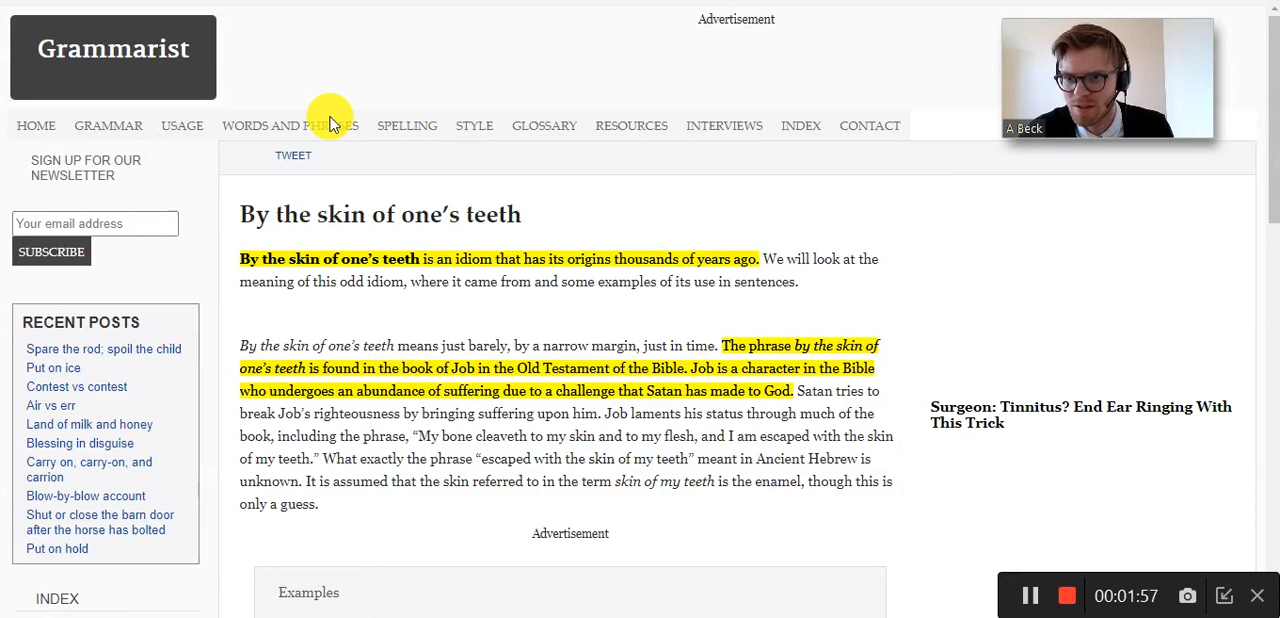 Grammarist
Advertisement
A Beck
HOME GRAMMAR USAGE WORDS AND PHRASES SPELLING STYLE GLOSSARY RESOURCES INTERVIEWS INDEX CONTACT
SIGN UP FOR OUR
NEWSLETTER
Your email address
SUBSCRIBE
RECENT POSTS
Spare the rod; spoil the child
Put on ice
Contest vs contest
Air vs err
Land of milk and honey
Blessing in disguise
Carry on, carry-on, and
carrion
Blow-by-blow account
Shut or close the barn door
after the horse has bolted
Put on hold
INDEX
TWEET
By the skin of one's teeth
By the skin of one's teeth is an idiom that has its origins thousands of years ago. We will look at the
meaning of this odd idiom, where it came from and some examples of its use in sentences.
By the skin of one's teeth means just barely, by a narrow margin, just in time. The phrase by the skin of
one's teeth is found in the book of Job in the Old Testament of the Bible. Job is a character in the Bible
who undergoes an abundance of suffering due to a challenge that Satan has made to God. Satan tries to
break Job's righteousness by bringing suffering upon him. Job laments his status through much of the
book, including the phrase, “My bone cleaveth to my skin and to my flesh, and I am escaped with the skin
of my teeth.” What exactly the phrase “escaped with the skin of my teeth” meant in Ancient Hebrew is
unknown. It is assumed that the skin referred to in the term skin of my teeth is the enamel, though this is
only a guess.
Advertisement
Examples
Surgeon: Tinnitus? End Ear Ringing With
This Trick
00:01:57